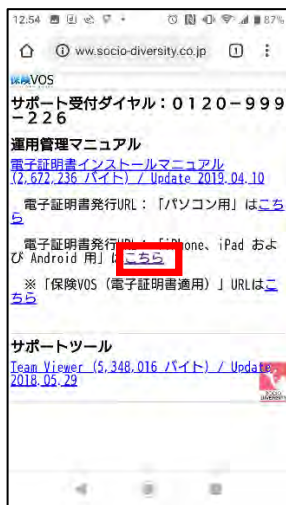 12.54
87%
ww.socio-diversity.co.jp
1
保険VOS
サポート受付ダイヤル：０１２０－９９９
－２２６
運用管理マニュアル
電子証明書インストールマニュアル
(2,672,236 バイト) / Update 2019.04.10
電子証明書発行URL：「パソコン用」はこち
ら
電子証明書発行URL：「iPhone、iPad およ
び Android 用」はこちら
※「保険VOS（電子証明書適用）」URLはこ
ちら
サポートツール
Team Viewer (5,348,016 バイト) / Update
2018.05.29
SOCIO
DIVERSITY